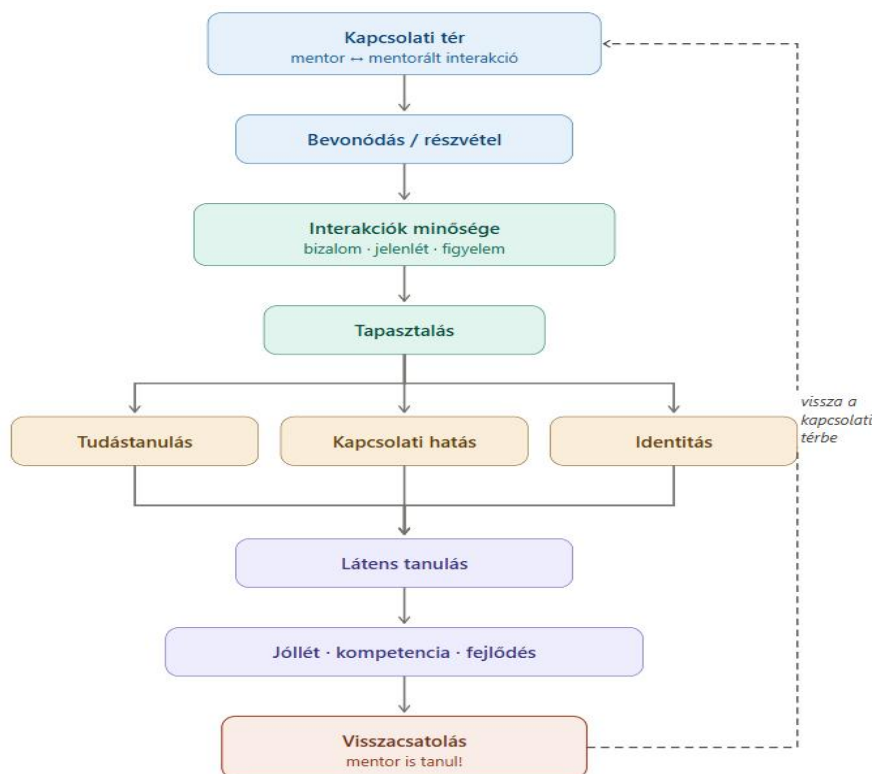 Kapcsolati tér
mentor ↔ mentorált interakció
Bevonódás / részvétel
Interakciók minősége
bizalom · jelenlét · figyelem
Tapasztalás
Tudástanulás
Kapcsolati hatás
Identitás
vissza a
kapcsolati
térbe
Látens tanulás
Jóllét · kompetencia · fejlődés
Visszacsatolás
mentor is tanul!